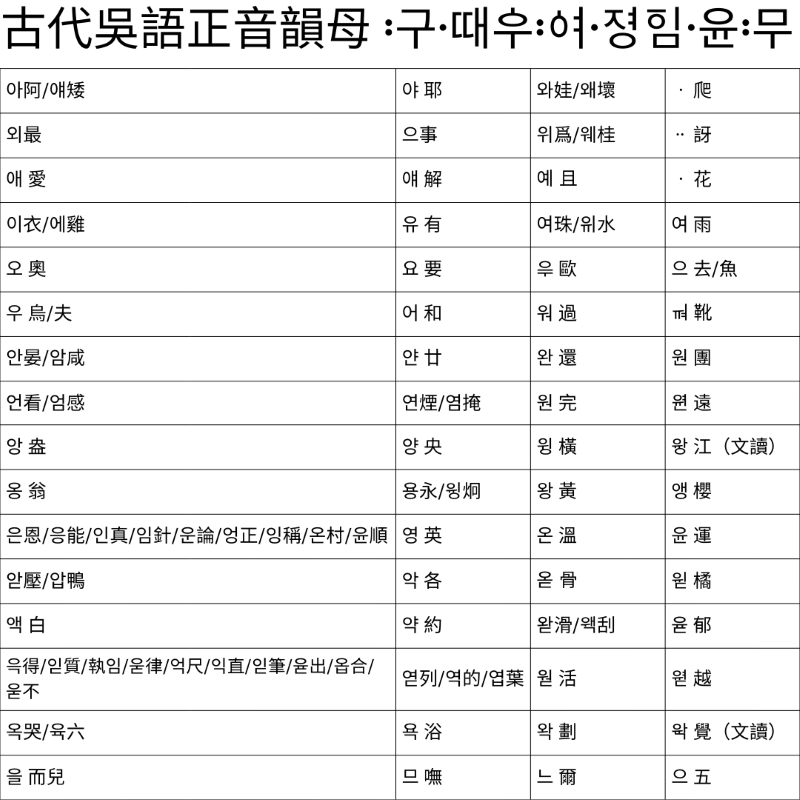 古代吳語正音韻母 :구·때우:여·졍힘·윤:무
아阿/얘矮 야 耶 와娃/왜壞 · 爬
외最 으事 위爲/웨桂 ·· 訝
애 愛 얘 解 예 且 · 花
이衣/에雞 유 有 여珠/위水 여 雨
오 奧 요 要 우 歐 으 去/魚
우 烏/夫 어 和 워 過 靴
안晏/암咸 얀 廿 완 還 원 團
언看/엄感 연煙/염掩 원 完 遠
앙 盎 양 央 윙 橫 왕 江（文讀）
옹 翁 용永/윙炯 왕 黃 앵 櫻
은恩/응能/인真/임針/운論/엉正/잉稱/온村/윤順 영 英 온 溫 윤 運
앋壓/압鴨 악 各 옫 骨 윋 橘
액 白 약 約 왇滑/왝刮 육 郁
윽得/읻質/執임/욷律/억尺/익直/읻筆/윧出/옵合/
욷不 엳列/역的/엽葉 월 活 웓 越
옥哭/육六 욕 浴 왁 劃 覺（文讀）
을 而兒 므 嘸 느 爾 으 五